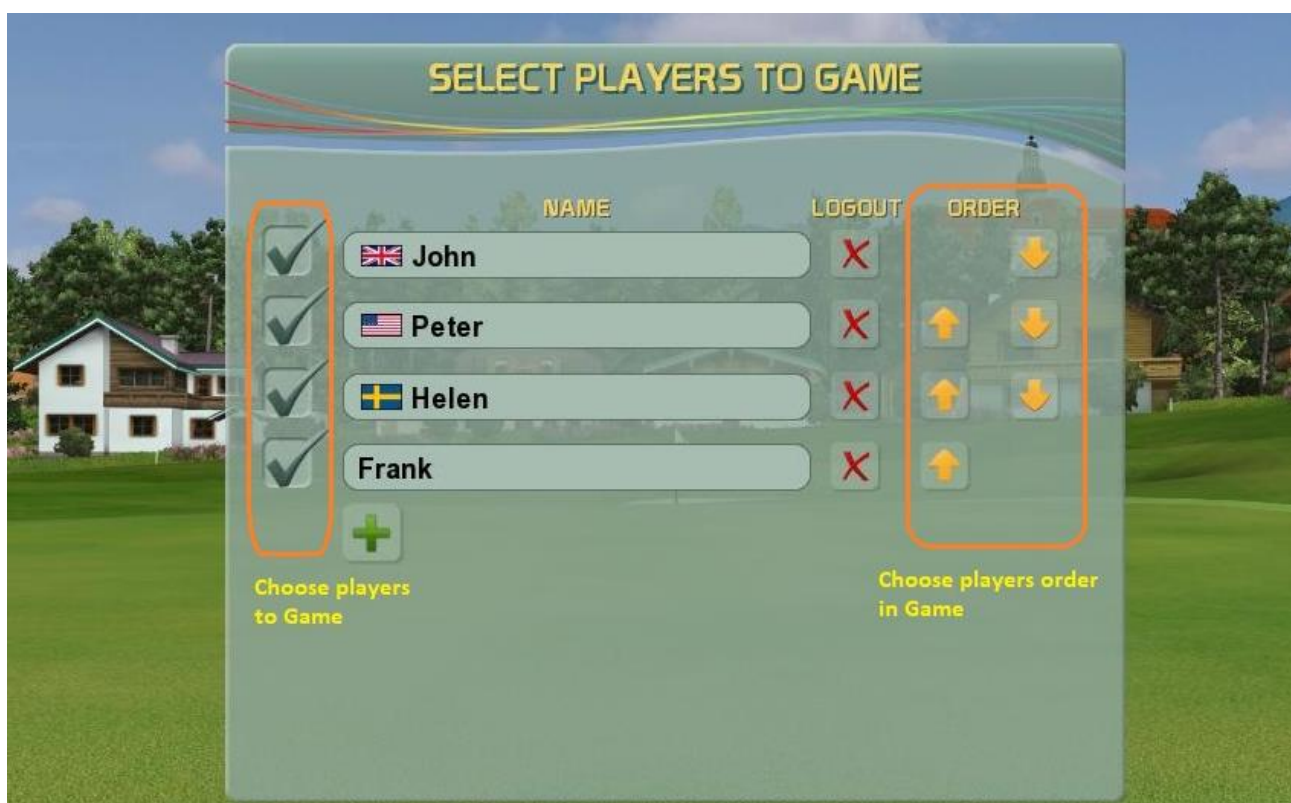 SELECT PLAYERS TO GAME
NAME LOGOUT ORDER
John
Peter
Helen
Frank
Choose players
to Game
Choose players order
in Game